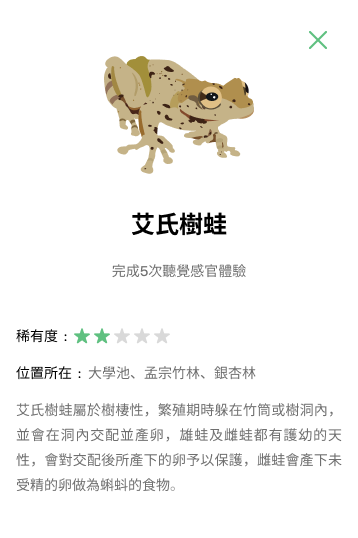 艾氏樹蛙
完成5次聽覺感官體驗
稀有度：
位置所在：大學池、孟宗竹林、銀杏林
艾氏樹蛙屬於樹棲性，繁殖期時躲在竹筒或樹洞內，
並會在洞內交配並產卵，雄蛙及雌蛙都有護幼的天
性，會對交配後所產下的卵予以保護，雌蛙會產下未
受精的卵做為蝌蚪的食物。